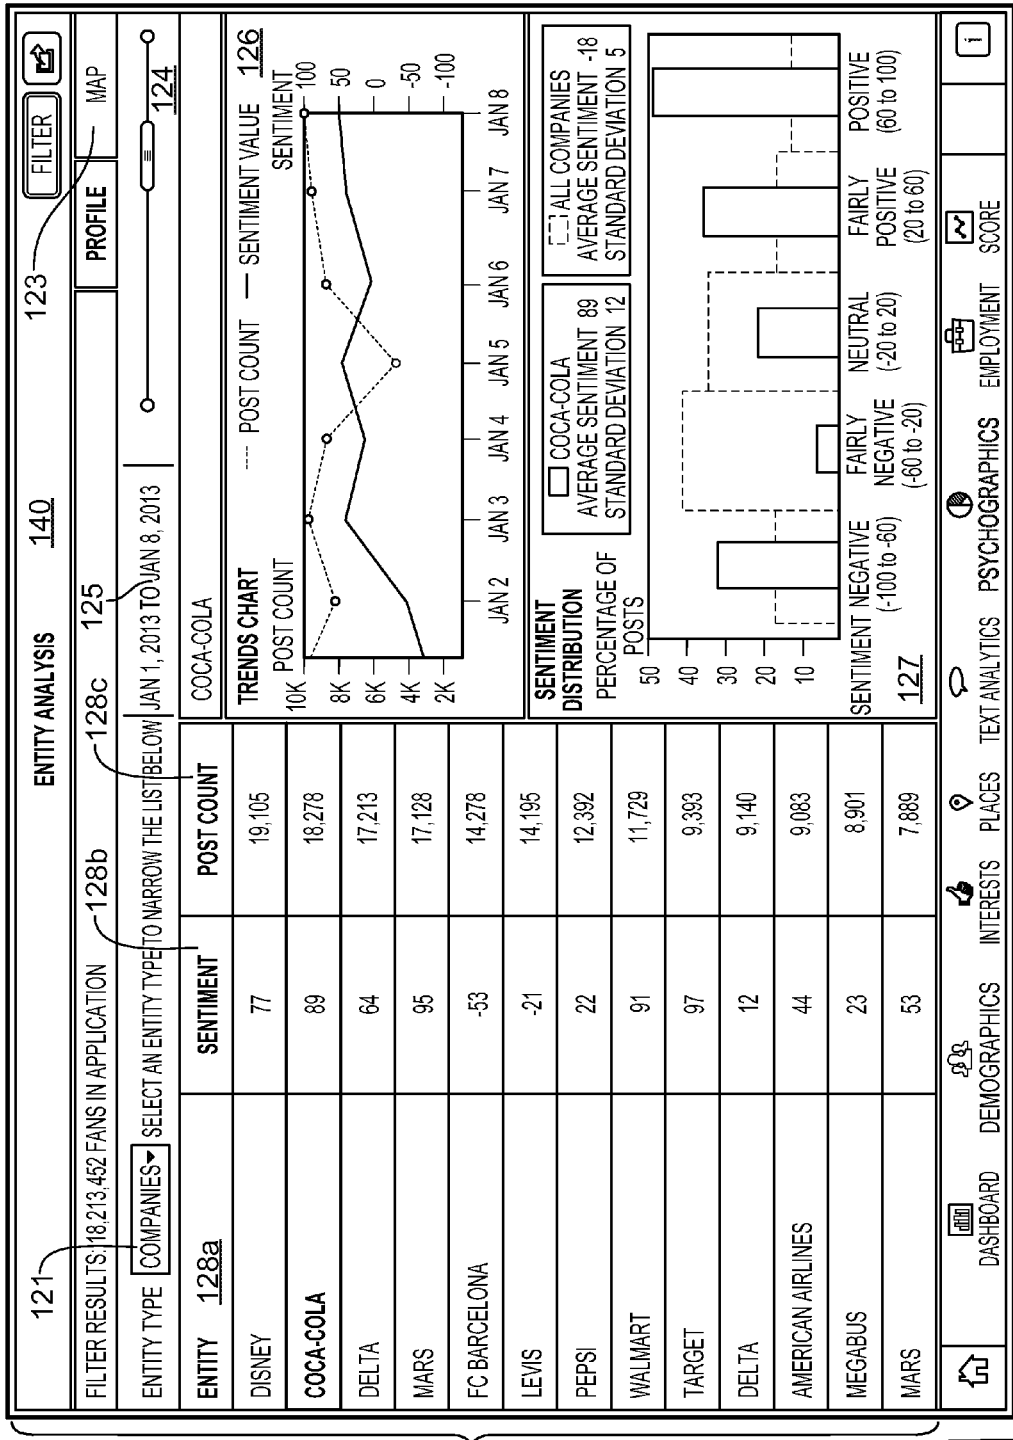 ENTITY ANALYSIS 140
FILTER
121
123
125
FILTER RESULTS: 18,213,452 FANS IN APPLICATION
PROFILE
MAP
ENTITY TYPE COMPANIES SELECT AN ENTITY TYPE TO NARROW THE LIST BELOW JAN 1, 2013 TO JAN 8, 2013
124
128b
128c
ENTITY 128a SENTIMENT POST COUNT
DISNEY 77 19,105
COCA-COLA 89 18,278
DELTA 64 17,213
MARS 95 17,128
FC BARCELONA -53 14,278
LEVIS -21 14,195
PEPSI 22 12,392
WALMART 91 11,729
TARGET 97 9,393
DELTA 12 9,140
AMERICAN AIRLINES 44 9,083
MEGABUS 23 8,901
MARS 53 7,889
COCA-COLA
TRENDS CHART
POST COUNT SENTIMENT VALUE
126
POST COUNT
SENTIMENT
10K
8K
6K
4K
2K
100
50
0
-50
-100
JAN 2 JAN 3 JAN 4 JAN 5 JAN 6 JAN 7 JAN 8
SENTIMENT
DISTRIBUTION
COCA-COLA
AVERAGE SENTIMENT 89
STANDARD DEVIATION 12
ALL COMPANIES
AVERAGE SENTIMENT -18
STANDARD DEVIATION 5
PERCENTAGE OF
POSTS
50
40
30
20
10
SENTIMENT
127
NEGATIVE
(-100 to -60)
FAIRLY
NEGATIVE
(-60 to -20)
NEUTRAL
(-20 to 20)
FAIRLY
POSITIVE
(20 to 60)
POSITIVE
(60 to 100)
DASHBOARD
DEMOGRAPHICS
INTERESTS
PLACES
TEXT ANALYTICS
PSYCHOGRAPHICS
EMPLOYMENT
SCORE
i